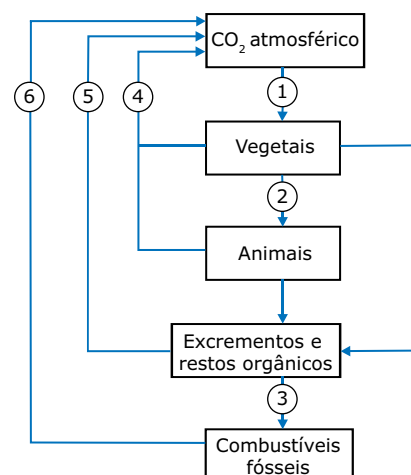 CO₂ atmosférico
6
5
4
1
Vegetais
2
Animais
Excrementos e
restos orgânicos
3
Combustíveis
fósseis